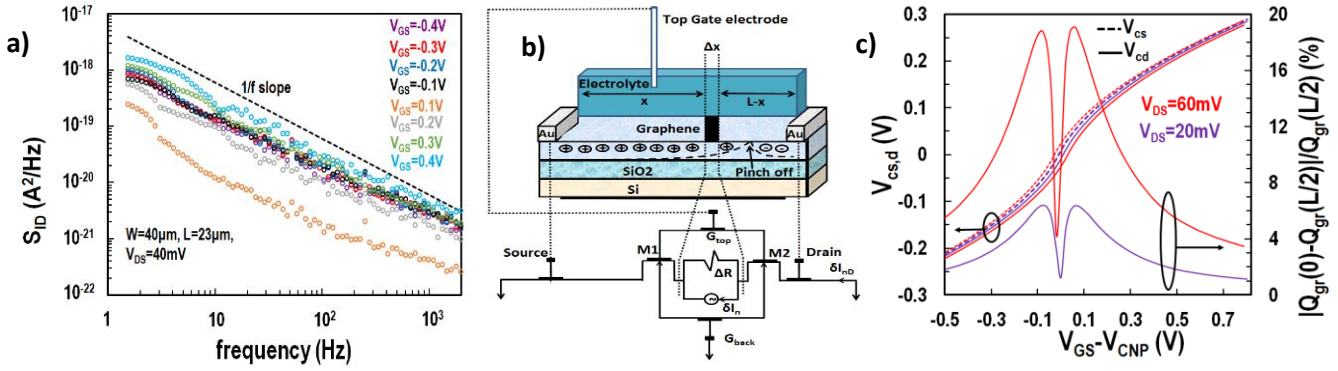 a)
10⁻¹⁷
10⁻¹⁸
10⁻¹⁹
10⁻²⁰
10⁻²¹
10⁻²²
S_ID (A²/Hz)
1/f slope
V_GS=-0.4V
V_GS=-0.3V
V_GS=-0.2V
V_GS=-0.1V
V_GS=0.1V
V_GS=0.2V
V_GS=0.3V
V_GS=0.4V
W=40μm, L=23μm,
V_DS=40mV
1 10 10² 10³
frequency (Hz)
b)
Top Gate electrode
Δx
Electrolyte
x L-x
Graphene
Au Au
SiO2
Pinch off
Si
G_top
Source M1 M2 Drain
ΔR
δI_nD
δI_n
G_back
c)
0.3
0.2
0.1
0
-0.1
-0.2
-0.3
V_cs,d (V)
V_cs
V_cd
V_DS=60mV
V_DS=20mV
20
18
16
14
12
10
8
6
4
2
0
|Q_gr(0)-Q_gr(L/2)|/Q_gr(L/2) (%)
-0.5 -0.3 -0.1 0.1 0.3 0.5 0.7
V_GS-V_CNP (V)